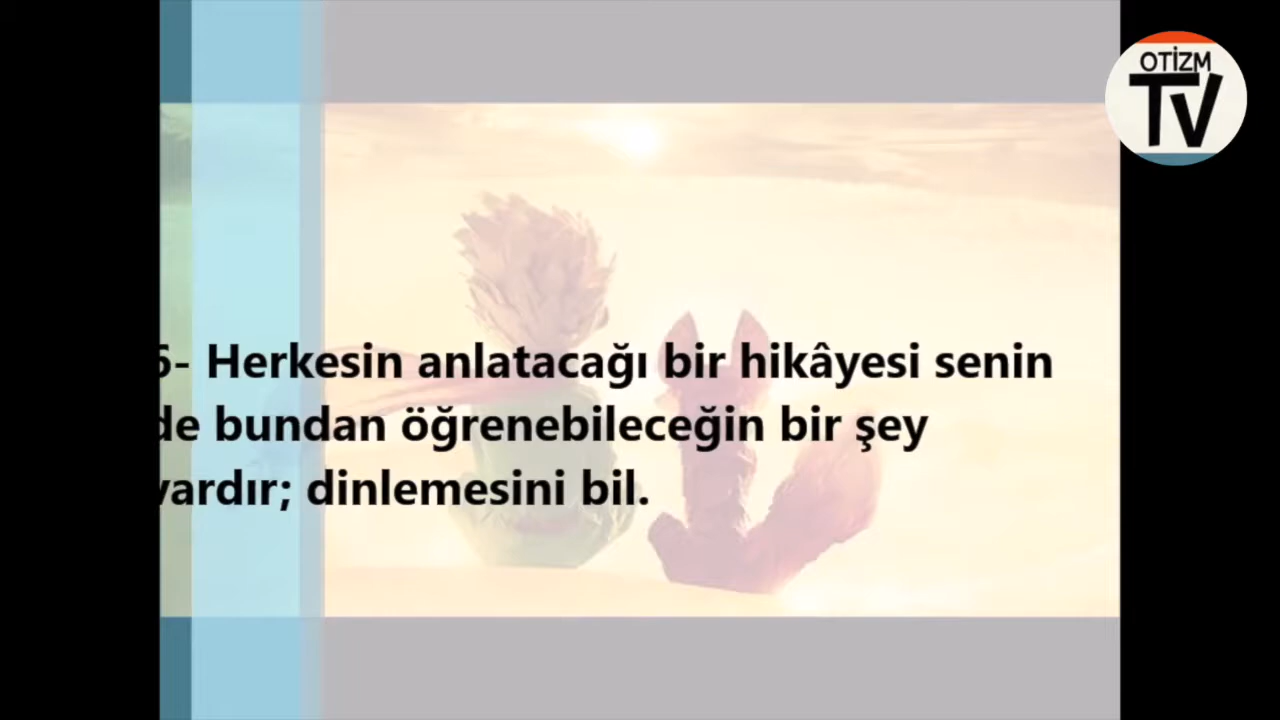 OTİZM
TV
6- Herkesin anlatacağı bir hikâyesi senin
de bundan öğrenebileceğin bir şey
vardır; dinlemesini bil.